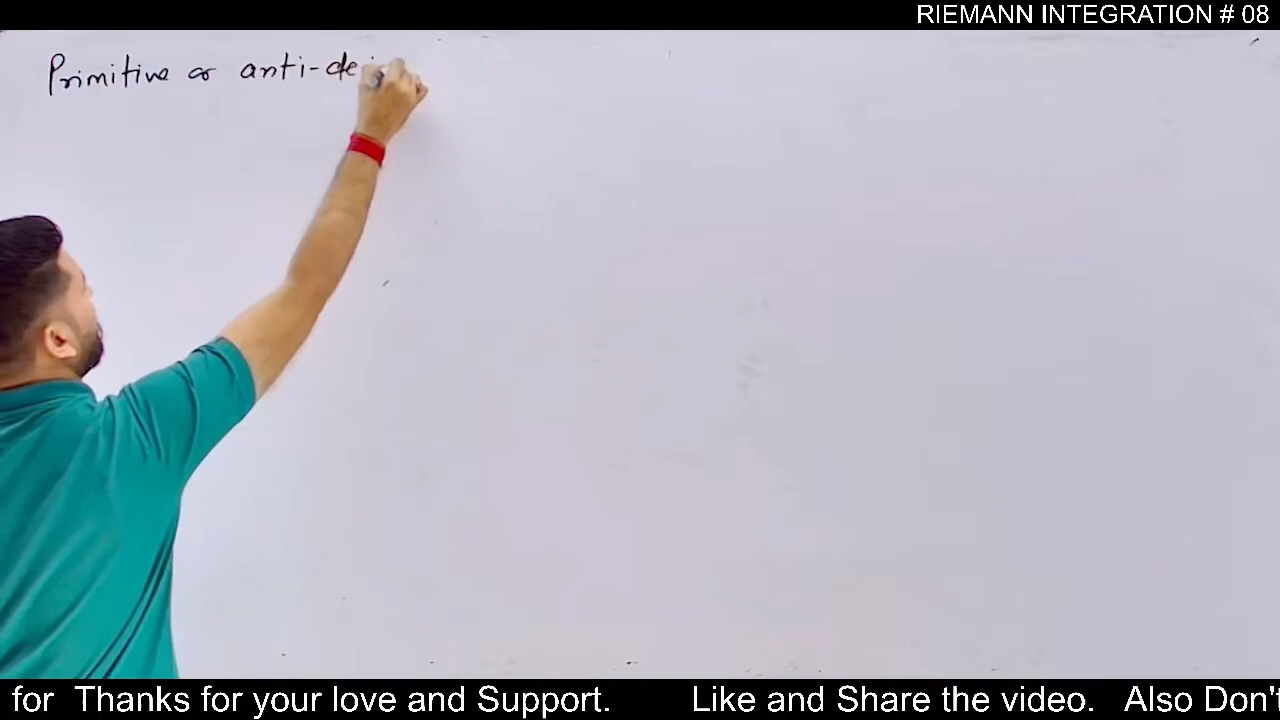 RIEMANN INTEGRATION # 08
Primitive or anti-de
for Thanks for your love and Support. Like and Share the video. Also Don't